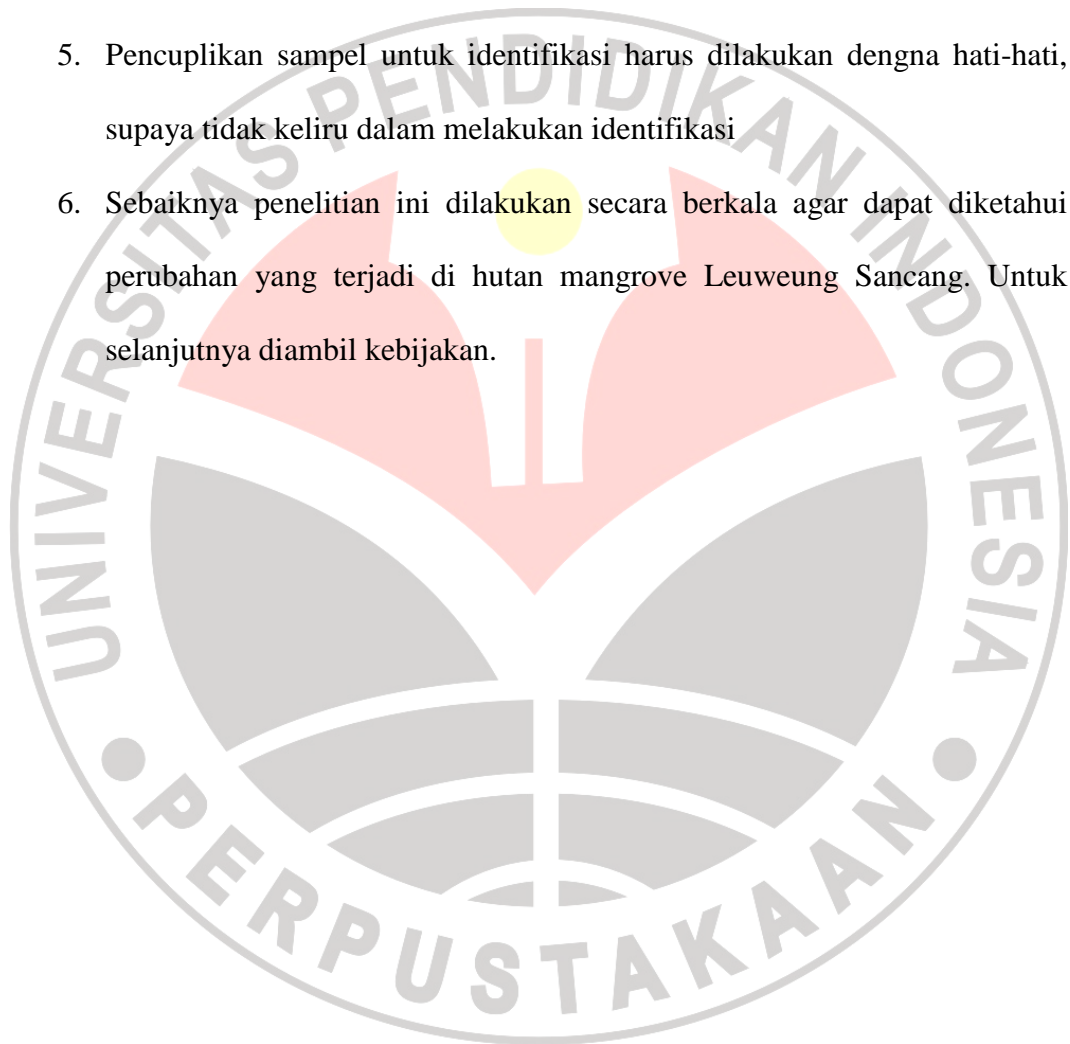 5. Pencuplikan sampel untuk identifikasi harus dilakukan dengna hati-hati,
supaya tidak keliru dalam melakukan identifikasi
6. Sebaiknya penelitian ini dilakukan secara berkala agar dapat diketahui
perubahan yang terjadi di hutan mangrove Leuweung Sancang. Untuk
selanjutnya diambil kebijakan.
UNIVERSITAS PENDIDIKAN INDONESIA
PERPUSTAKAAN